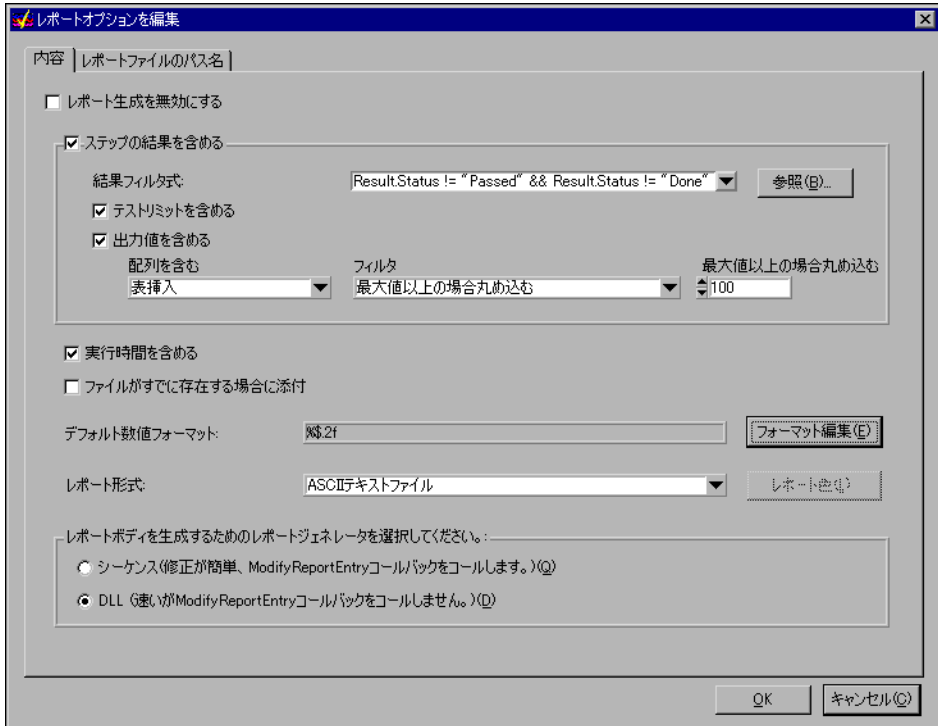 レポートオプションを編集
内容 レポートファイルのパス名
レポート生成を無効にする
ステップの結果を含める
結果フィルタ式: Result.Status != "Passed" && Result.Status != "Done" 参照(B)...
テストリミットを含める
出力値を含める
配列を含む フィルタ 最大値以上の場合丸め込む
表挿入 最大値以上の場合丸め込む 100
実行時間を含める
ファイルがすでに存在する場合に添付
デフォルト数値フォーマット: %$.2f フォーマット編集(E)
レポート形式: ASCIIテキストファイル レポート色(L)
レポートボディを生成するためのレポートジェネレータを選択してください。:
シーケンス(修正が簡単、ModifyReportEntryコールバックをコールします。)(Q)
DLL (速いがModifyReportEntryコールバックをコールしません。)(D)
OK キャンセル(C)